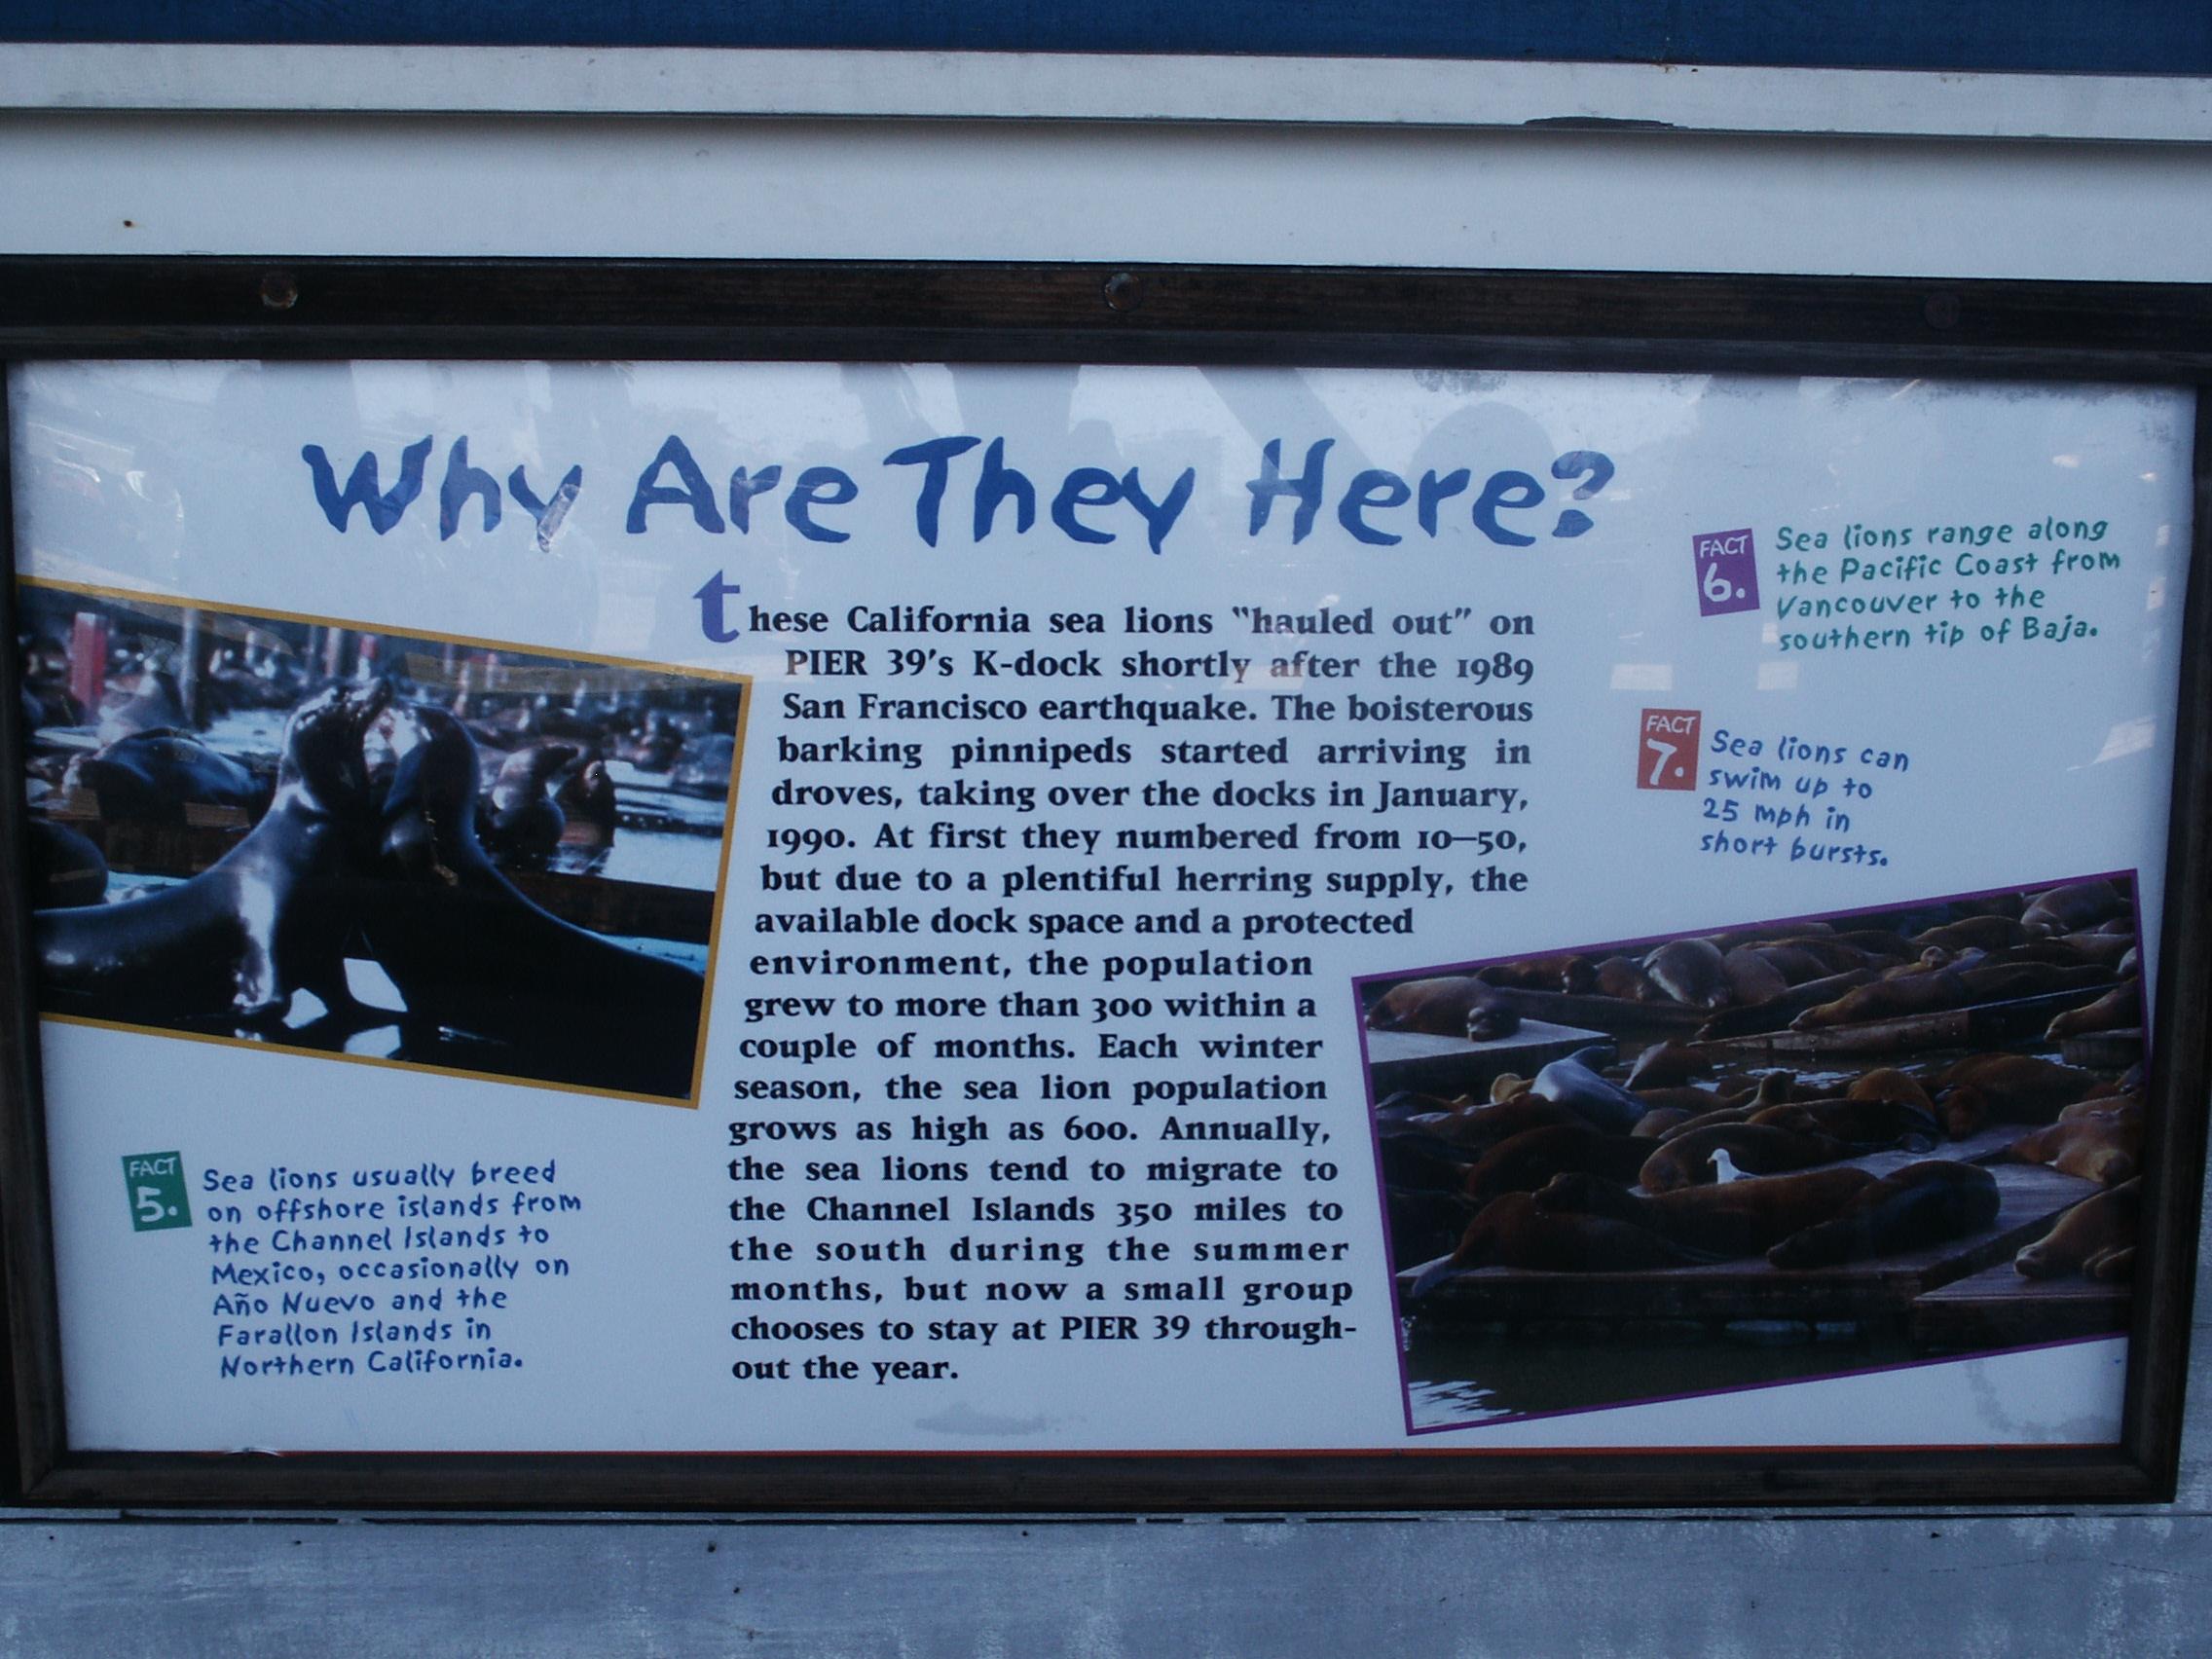 Why Are They Here?
these California sea lions "hauled out" on
PIER 39's K-dock shortly after the 1989
San Francisco earthquake. The boisterous
barking pinnipeds started arriving in
droves, taking over the docks in January,
1990. At first they numbered from 10–50,
but due to a plentiful herring supply, the
available dock space and a protected
environment, the population
grew to more than 300 within a
couple of months. Each winter
season, the sea lion population
grows as high as 600. Annually,
the sea lions tend to migrate to
the Channel Islands 350 miles to
the south during the summer
months, but now a small group
chooses to stay at PIER 39 through-
out the year.
FACT
5.
Sea lions usually breed
on offshore islands from
the Channel Islands to
Mexico, occasionally on
Año Nuevo and the
Farallon Islands in
Northern California.
FACT
6.
Sea lions range along
the Pacific Coast from
Vancouver to the
southern tip of Baja.
FACT
7.
Sea lions can
swim up to
25 mph in
short bursts.